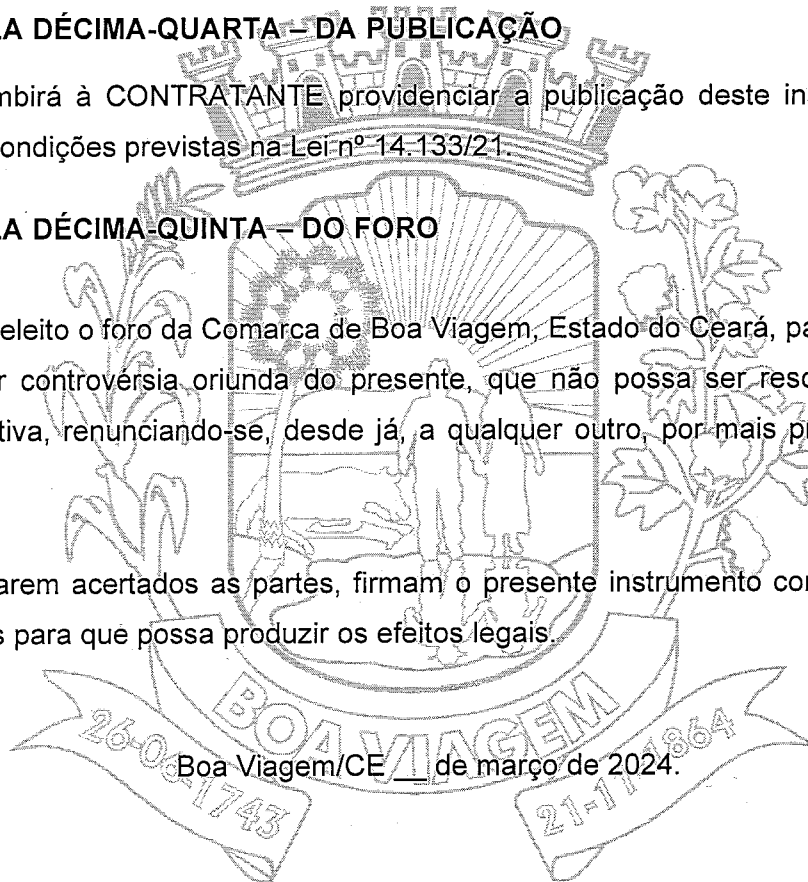 LA DÉCIMA-QUARTA – DA PUBLICAÇÃO
mbirá à CONTRATANTE providenciar a publicação deste in
ondições previstas na Lei nº 14.133/21.
LA DÉCIMA-QUINTA – DO FORO
eleito o foro da Comarca de Boa Viagem, Estado do Ceará, pa
r controvérsia oriunda do presente, que não possa ser reso
tiva, renunciando-se, desde já, a qualquer outro, por mais pr
arem acertados as partes, firmam o presente instrumento co
s para que possa produzir os efeitos legais.
BOA VIAGEM
Boa Viagem/CE __ de março de 2024.
26-06-1743
21-11-1864